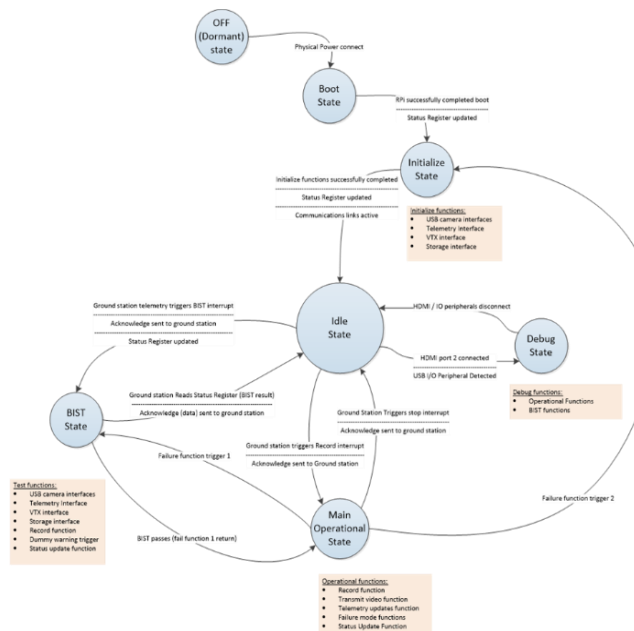 OFF
(Dormant)
state
Physical Power connect
Boot
State
RPi successfully completed boot
Status Register updated
Initialize
State
Initialize functions successfully completed
Status Register updated
Communications links active
Initialize functions:
• USB camera interfaces
• Telemetry interface
• VTX interface
• Storage interface
Ground station telemetry triggers BIST interrupt
Acknowledge sent to ground station
Status Register updated
Idle
State
HDMI / IO peripherals disconnect
Debug
State
HDMI port 2 connected
USB I/O Peripheral Detected
Debug functions:
• Operational Functions
• BIST functions
BIST
State
Ground station Reads Status Register (BIST result)
Acknowledge (data) sent to ground station
Ground Station Triggers stop interrupt
Acknowledge sent to ground station
Ground station triggers Record interrupt
Acknowledge sent to Ground station
Failure function trigger 1
Test functions:
• USB camera interfaces
• Telemetry Interface
• VTX interface
• Storage interface
• Record function
• Dummy warning trigger
• Status update function
BIST passes (fail function 1 return)
Main
Operational
State
Failure function trigger 2
Operational functions:
• Record function
• Transmit video function
• Telemetry updates function
• Failure mode functions
• Status Update Function